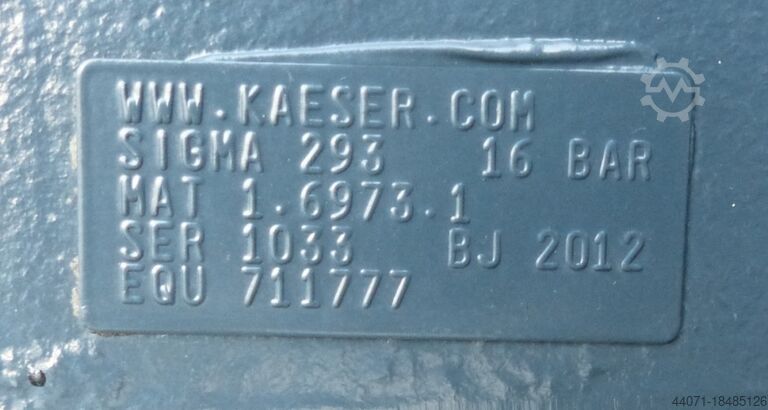 WWW.KAESER.COM
SIGMA 293 16 BAR
MAT 1.6973.1
SER 1033 BJ 2012
EQU 711777
44071-18485126